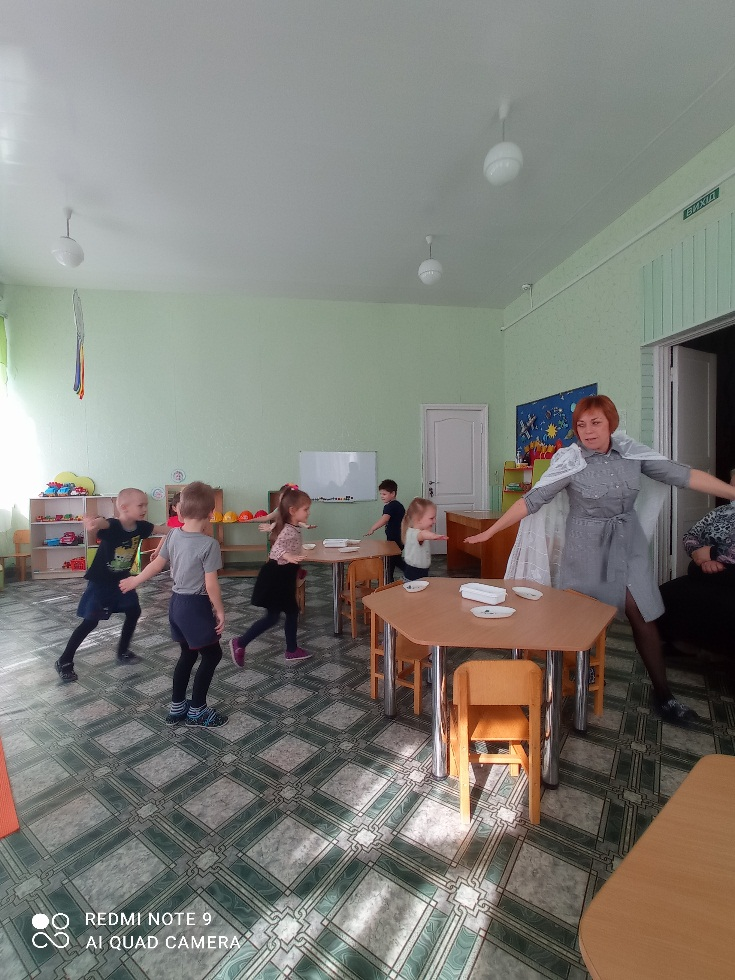 ВИХІД
REDMI NOTE 9
AI QUAD CAMERA